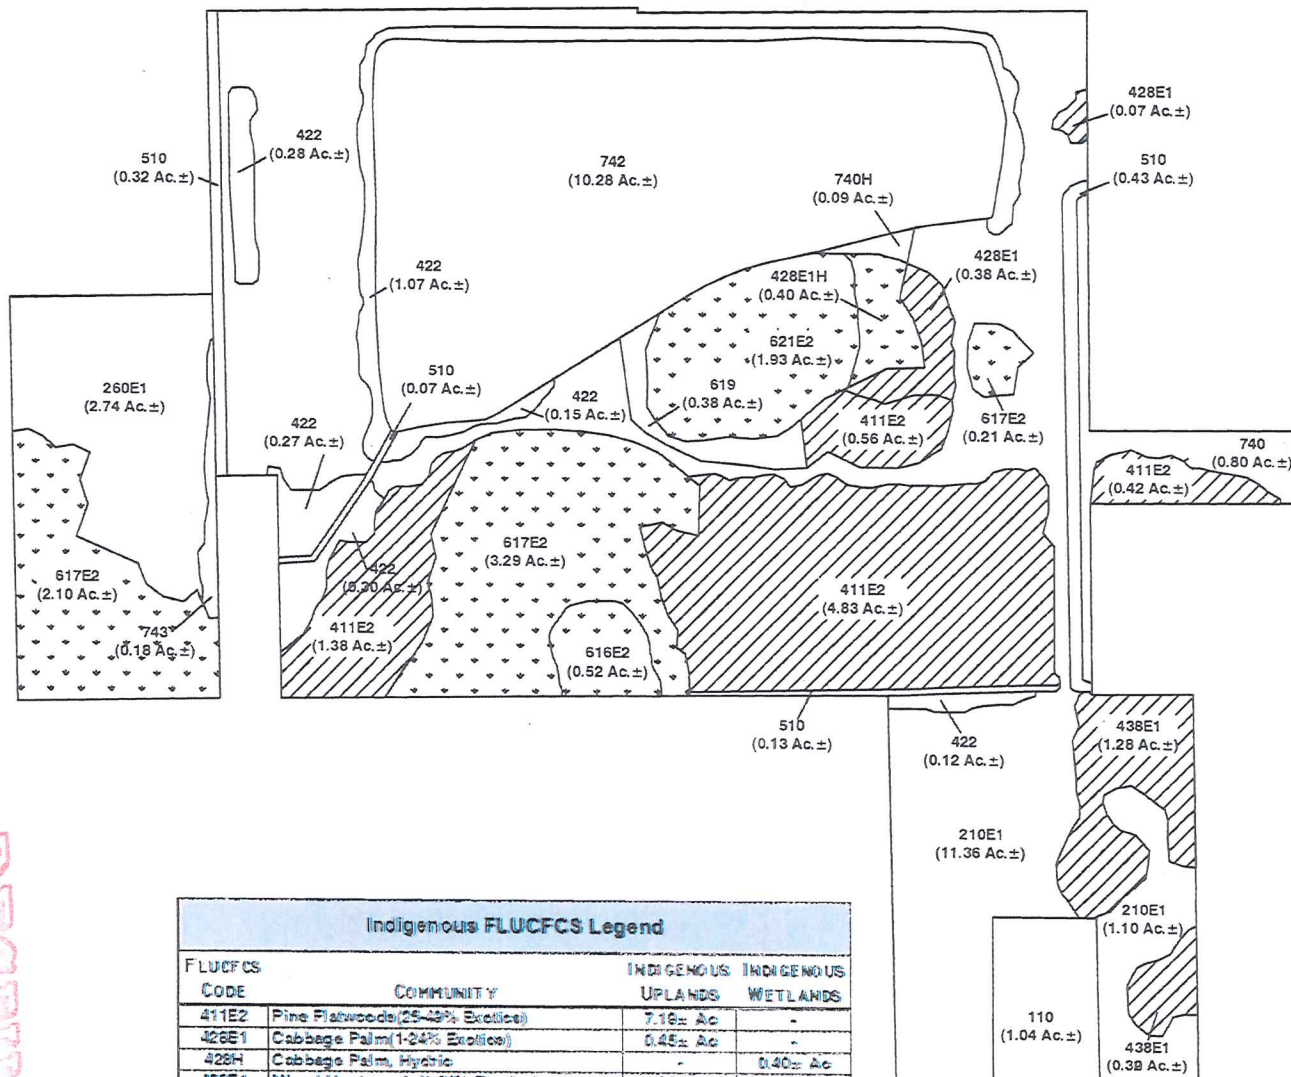 428E1
(0.07 Ac.±)
422
(0.28 Ac.±)
510
(0.32 Ac.±)
742
(10.28 Ac.±)
510
(0.43 Ac.±)
740H
(0.09 Ac.±)
422
(1.07 Ac.±)
428E1H
(0.40 Ac.±)
428E1
(0.38 Ac.±)
621E2
(1.93 Ac.±)
510
(0.07 Ac.±)
260E1
(2.74 Ac.±)
619
(0.38 Ac.±)
422
(0.15 Ac.±)
422
(0.27 Ac.±)
411E2
(0.56 Ac.±)
617E2
(0.21 Ac.±)
740
(0.80 Ac.±)
411E2
(0.42 Ac.±)
617E2
(3.29 Ac.±)
617E2
(2.10 Ac.±)
422
(0.30 Ac.±)
411E2
(4.83 Ac.±)
743
(0.18 Ac.±)
411E2
(1.38 Ac.±)
616E2
(0.52 Ac.±)
510
(0.13 Ac.±)
422
(0.12 Ac.±)
438E1
(1.28 Ac.±)
210E1
(11.36 Ac.±)
210E1
(1.10 Ac.±)
110
(1.04 Ac.±)
438E1
Indigenous FLUCFCS Legend
FLUCFCS INDIGENOUS INDIGENOUS
CODE COMMUNITY UPLANDS WETLANDS
411E2 Pine Flatwoods(25-49% Exotics) 7.19± Ac -
428E1 Cabbage Palm(1-24% Exotics) 0.45± Ac -
428H Cabbage Palm, Hydric - 0.40± Ac